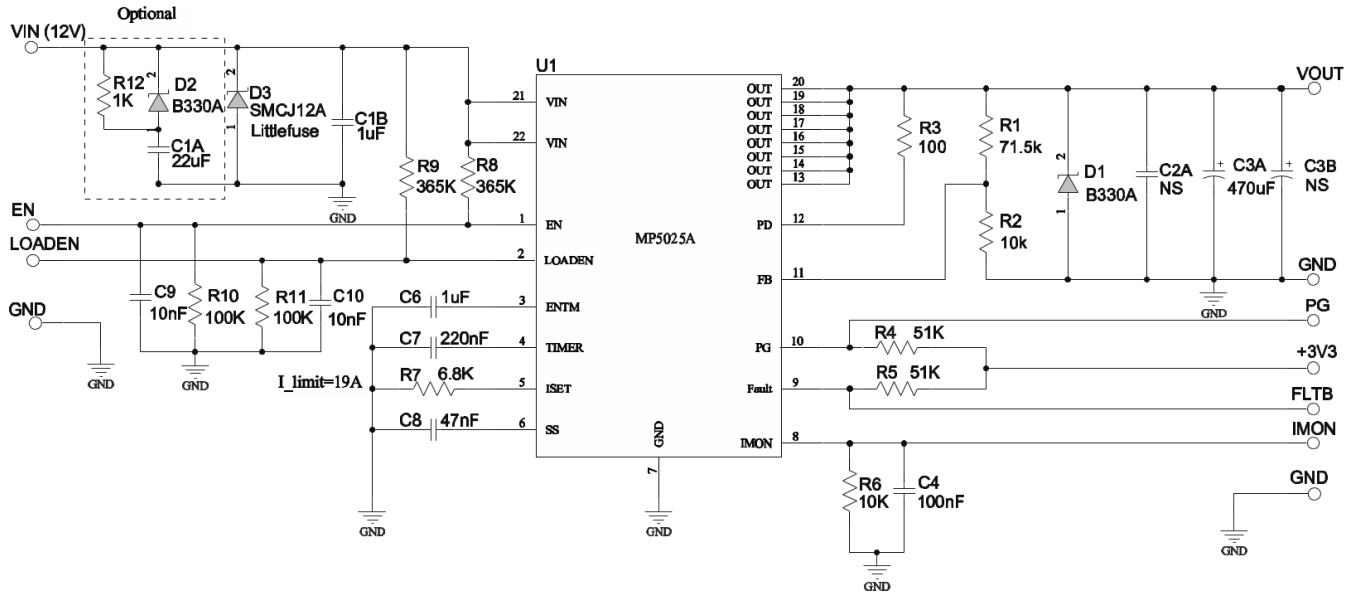 Optional
VIN (12V)
R12
1K
2
D2
B330A
1
C1A
22uF
2
D3
SMCJ12A
Littlefuse
1
C1B
1uF
GND
R9
365K
R8
365K
EN
LOADEN
GND
GND
C9
10nF
R10
100K
R11
100K
C10
10nF
GND
C6
1uF
C7
220nF
I_limit=19A
R7
6.8K
C8
47nF
GND
U1
MP5025A
21
VIN
22
VIN
1
EN
2
LOADEN
3
ENTM
4
TIMER
5
ISET
6
SS
GND
7
GND
OUT
20
OUT
19
OUT
18
OUT
17
OUT
16
OUT
15
OUT
14
OUT
13
PD
12
FB
11
PG
10
Fault
9
IMON
8
R3
100
R1
71.5k
R2
10k
2
D1
B330A
1
C2A
NS
+
C3A
470uF
+
C3B
NS
VOUT
GND
GND
PG
R4
51K
R5
51K
+3V3
FLTB
IMON
R6
10K
C4
100nF
GND
GND
GND